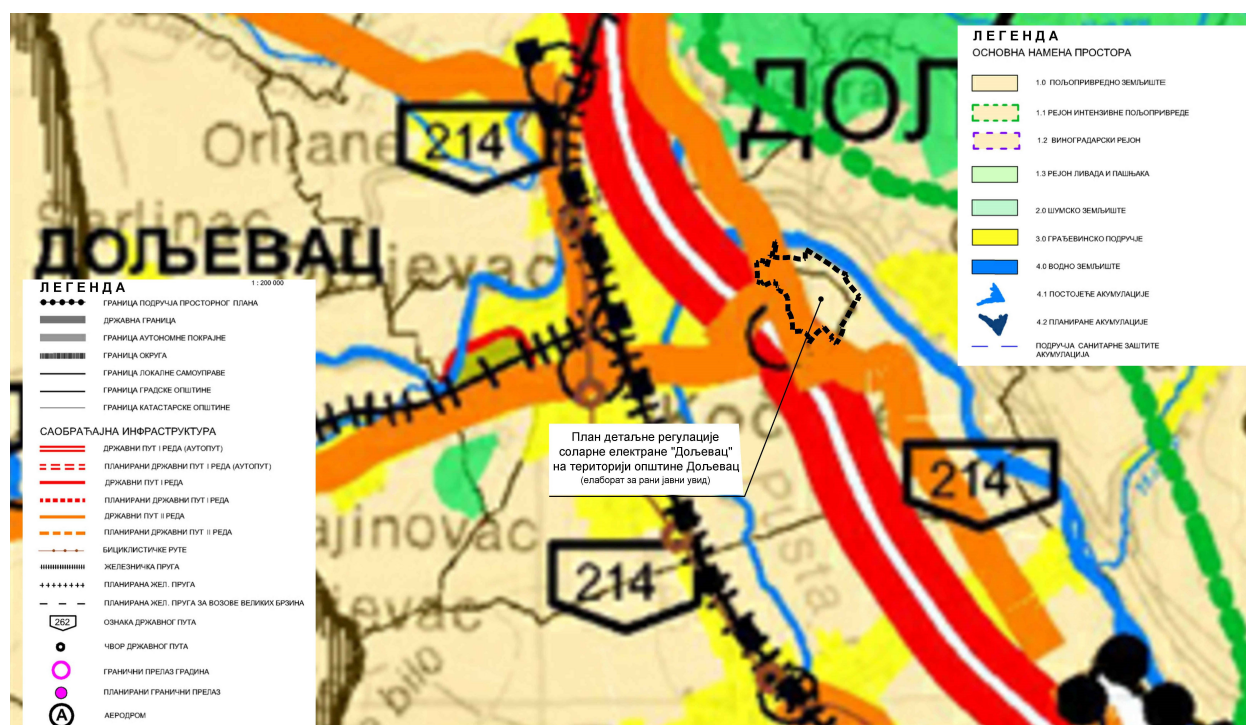 ДОЉ
214
Orljane
ДОЉЕВАЦ
ЛЕГЕНДА
1 : 200 000
ГРАНИЦА ПОДРУЧЈА ПРОСТОРНОГ ПЛАНА
ДРЖАВНА ГРАНИЦА
ГРАНИЦА АУТОНОМНЕ ПОКРАЈНЕ
ГРАНИЦА ОКРУГА
ГРАНИЦА ЛОКАЛНЕ САМОУПРАВЕ
ГРАНИЦА ГРАДСКЕ ОПШТИНЕ
ГРАНИЦА КАТАСТАРСКЕ ОПШТИНЕ
САОБРАЋАЈНА ИНФРАСТРУКТУРА
ДРЖАВНИ ПУТ I РЕДА (АУТОПУТ)
ПЛАНИРАНИ ДРЖАВНИ ПУТ I РЕДА (АУТОПУТ)
ДРЖАВНИ ПУТ I РЕДА
ПЛАНИРАНИ ДРЖАВНИ ПУТ I РЕДА
ДРЖАВНИ ПУТ II РЕДА
ПЛАНИРАНИ ДРЖАВНИ ПУТ II РЕДА
БИЦИКЛИСТИЧКЕ РУТЕ
ЖЕЛЕЗНИЧКА ПРУГА
ПЛАНИРАНА ЖЕЛ. ПРУГА
ПЛАНИРАНА ЖЕЛ. ПРУГА ЗА ВОЗОВЕ ВЕЛИКИХ БРЗИНА
262 ОЗНАКА ДРЖАВНОГ ПУТА
ЧВОР ДРЖАВНОГ ПУТА
ГРАНИЧНИ ПРЕЛАЗ ГРАДИНА
ПЛАНИРАНИ ГРАНИЧНИ ПРЕЛАЗ
A АЕРОДРОМ
План детаљне регулације
соларне електране "Дољевац"
на територији општине Дољевац
(елаборат за рани јавни увид)
Pusta
214
214
bilo
ЛЕГЕНДА
ОСНОВНА НАМЕНА ПРОСТОРА
1.0 ПОЉОПРИВРЕДНО ЗЕМЉИШТЕ
1.1 РЕЈОН ИНТЕНЗИВНЕ ПОЉОПРИВРЕДЕ
1.2 ВИНОГРАДАРСКИ РЕЈОН
1.3 РЕЈОН ЛИВАДА И ПАШЊАКА
2.0 ШУМСКО ЗЕМЉИШТЕ
3.0 ГРАЂЕВИНСКО ПОДРУЧЈЕ
4.0 ВОДНО ЗЕМЉИШТЕ
4.1 ПОСТОЈЕЋЕ АКУМУЛАЦИЈЕ
4.2 ПЛАНИРАНЕ АКУМУЛАЦИЈЕ
ПОДРУЧЈА САНИТАРНЕ ЗАШТИТЕ
АКУМУЛАЦИЈА